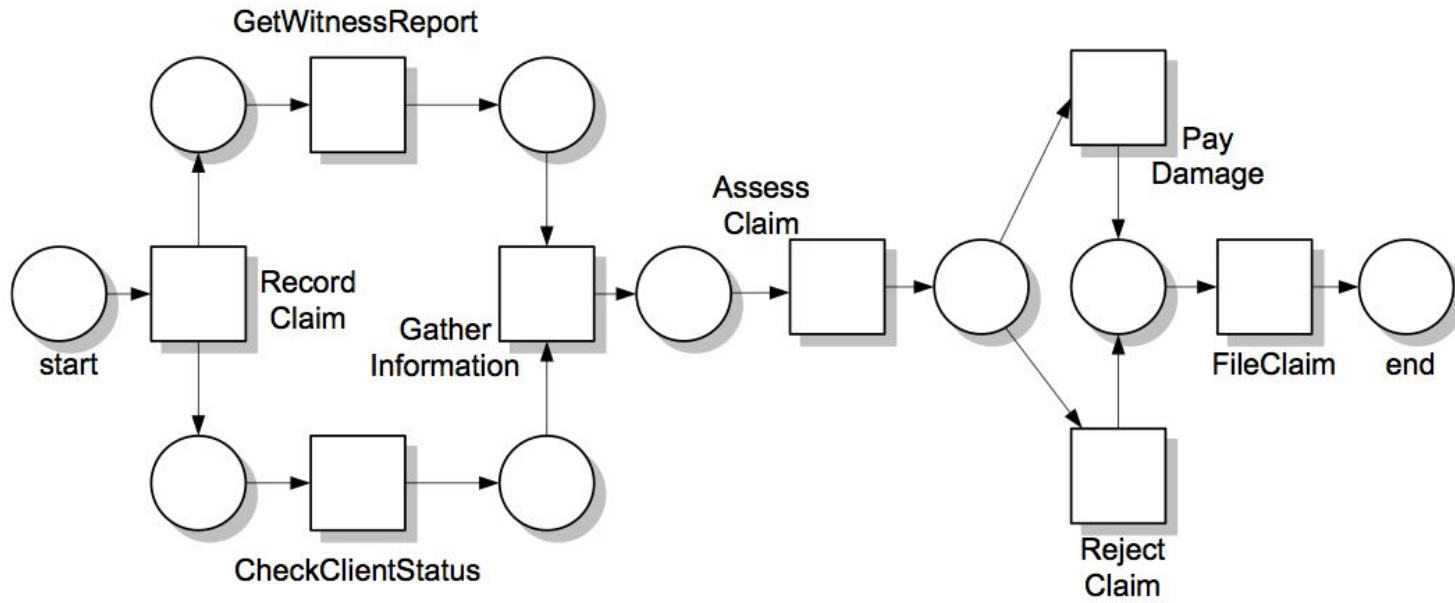 GetWitnessReport
Record
Claim
start
CheckClientStatus
Gather
Information
Assess
Claim
Pay
Damage
Reject
Claim
FileClaim
end